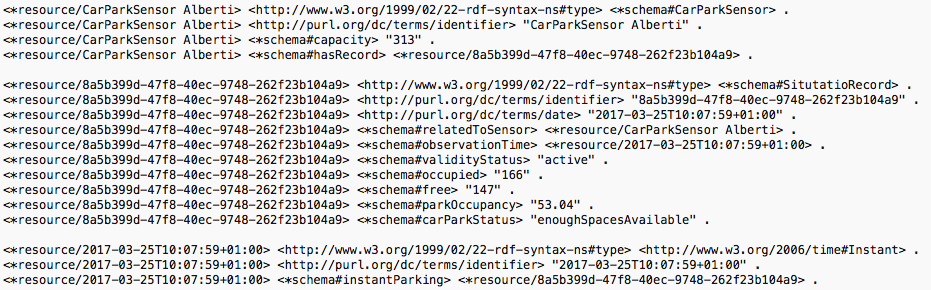 <*resource/CarParkSensor Alberti> <http://www.w3.org/1999/02/22-rdf-syntax-ns#type> <*schema#CarParkSensor> .
<*resource/CarParkSensor Alberti> <http://purl.org/dc/terms/identifier> "CarParkSensor Alberti" .
<*resource/CarParkSensor Alberti> <*schema#capacity> "313" .
<*resource/CarParkSensor Alberti> <*schema#hasRecord> <*resource/8a5b399d-47f8-40ec-9748-262f23b104a9> .
<*resource/8a5b399d-47f8-40ec-9748-262f23b104a9> <http://www.w3.org/1999/02/22-rdf-syntax-ns#type> <*schema#SitutatioRecord> .
<*resource/8a5b399d-47f8-40ec-9748-262f23b104a9> <http://purl.org/dc/terms/identifier> "8a5b399d-47f8-40ec-9748-262f23b104a9" .
<*resource/8a5b399d-47f8-40ec-9748-262f23b104a9> <http://purl.org/dc/terms/date> "2017-03-25T10:07:59+01:00" .
<*resource/8a5b399d-47f8-40ec-9748-262f23b104a9> <*schema#relatedToSensor> <*resource/CarParkSensor Alberti> .
<*resource/8a5b399d-47f8-40ec-9748-262f23b104a9> <*schema#observationTime> <*resource/2017-03-25T10:07:59+01:00> .
<*resource/8a5b399d-47f8-40ec-9748-262f23b104a9> <*schema#validityStatus> "active" .
<*resource/8a5b399d-47f8-40ec-9748-262f23b104a9> <*schema#occupied> "166" .
<*resource/8a5b399d-47f8-40ec-9748-262f23b104a9> <*schema#free> "147" .
<*resource/8a5b399d-47f8-40ec-9748-262f23b104a9> <*schema#parkOccupancy> "53.04" .
<*resource/8a5b399d-47f8-40ec-9748-262f23b104a9> <*schema#carParkStatus> "enoughSpacesAvailable" .
<*resource/2017-03-25T10:07:59+01:00> <http://www.w3.org/1999/02/22-rdf-syntax-ns#type> <http://www.w3.org/2006/time#Instant> .
<*resource/2017-03-25T10:07:59+01:00> <http://purl.org/dc/terms/identifier> "2017-03-25T10:07:59+01:00" .
<*resource/2017-03-25T10:07:59+01:00> <*schema#instantParking> <*resource/8a5b399d-47f8-40ec-9748-262f23b104a9> .